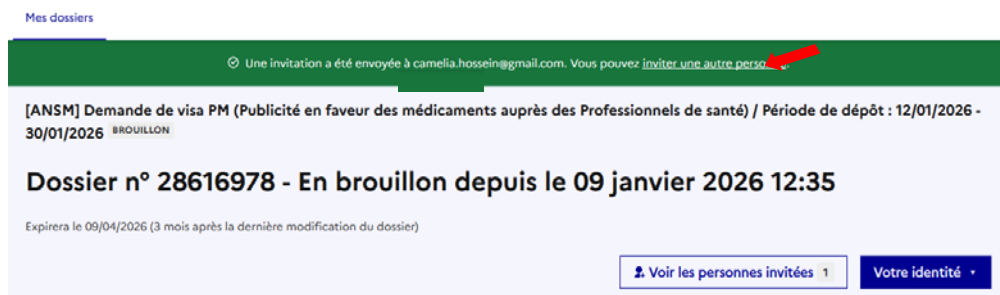 Mes dossiers
Une invitation a été envoyée à camelia.hossein@gmail.com. Vous pouvez inviter une autre
[ANSM] Demande de visa PM (Publicité en faveur des médicaments auprès des Professionnels de santé) / Période de dépôt : 12/01/2026 -
30/01/2026 BROUILLON
Dossier n° 28616978 - En brouillon depuis le 09 janvier 2026 12:35
Expirera le 09/04/2026 (3 mois après la dernière modification du dossier)
Voir les personnes invitées 1 Votre identité